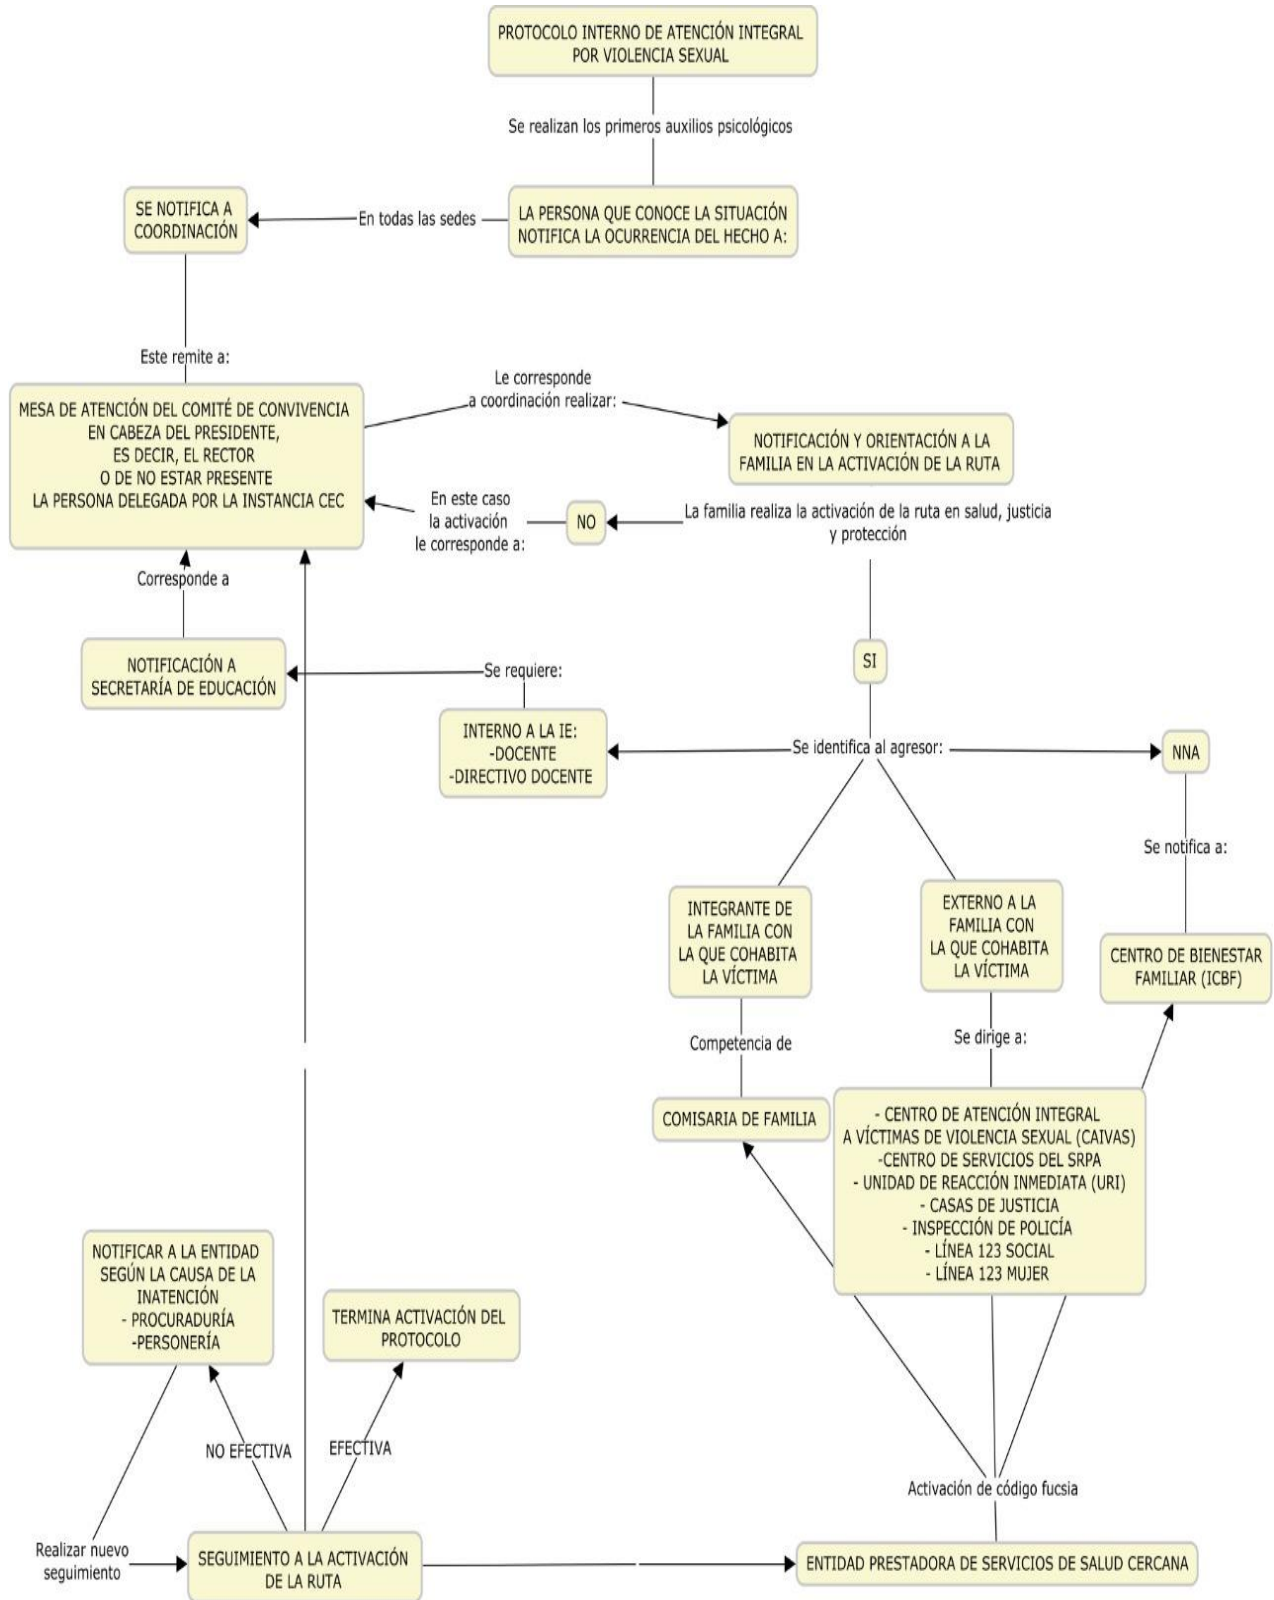 PROTOCOLO INTERNO DE ATENCIÓN INTEGRAL
POR VIOLENCIA SEXUAL
Se realizan los primeros auxilios psicológicos
SE NOTIFICA A
COORDINACIÓN
En todas las sedes
LA PERSONA QUE CONOCE LA SITUACIÓN
NOTIFICA LA OCURRENCIA DEL HECHO A:
Este remite a:
MESA DE ATENCIÓN DEL COMITÉ DE CONVIVENCIA
EN CABEZA DEL PRESIDENTE,
ES DECIR, EL RECTOR
O DE NO ESTAR PRESENTE
LA PERSONA DELEGADA POR LA INSTANCIA CEC
Le corresponde
a coordinación realizar:
NOTIFICACIÓN Y ORIENTACIÓN A LA
FAMILIA EN LA ACTIVACIÓN DE LA RUTA
En este caso
la activación
le corresponde a:
NO
La familia realiza la activación de la ruta en salud, justicia
y protección
Corresponde a
NOTIFICACIÓN A
SECRETARÍA DE EDUCACIÓN
Se requiere:
SI
INTERNO A LA IE:
-DOCENTE
-DIRECTIVO DOCENTE
Se identifica al agresor:
NNA
Se notifica a:
INTEGRANTE DE
LA FAMILIA CON
LA QUE COHABITA
LA VÍCTIMA
EXTERNO A LA
FAMILIA CON
LA QUE COHABITA
LA VÍCTIMA
CENTRO DE BIENESTAR
FAMILIAR (ICBF)
Competencia de
Se dirige a:
COMISARIA DE FAMILIA
- CENTRO DE ATENCIÓN INTEGRAL
A VÍCTIMAS DE VIOLENCIA SEXUAL (CAIVAS)
-CENTRO DE SERVICIOS DEL SRPA
- UNIDAD DE REACCIÓN INMEDIATA (URI)
- CASAS DE JUSTICIA
- INSPECCIÓN DE POLICÍA
- LÍNEA 123 SOCIAL
- LÍNEA 123 MUJER
NOTIFICAR A LA ENTIDAD
SEGÚN LA CAUSA DE LA
INATENCIÓN
- PROCURADURÍA
-PERSONERÍA
TERMINA ACTIVACIÓN DEL
PROTOCOLO
NO EFECTIVA
EFECTIVA
Activación de código fucsia
Realizar nuevo
seguimiento
SEGUIMIENTO A LA ACTIVACIÓN
DE LA RUTA
ENTIDAD PRESTADORA DE SERVICIOS DE SALUD CERCANA